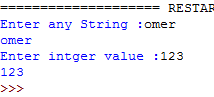 ===================== RESTAR
Enter any String :omer
omer
Enter intger value :123
123
>>>